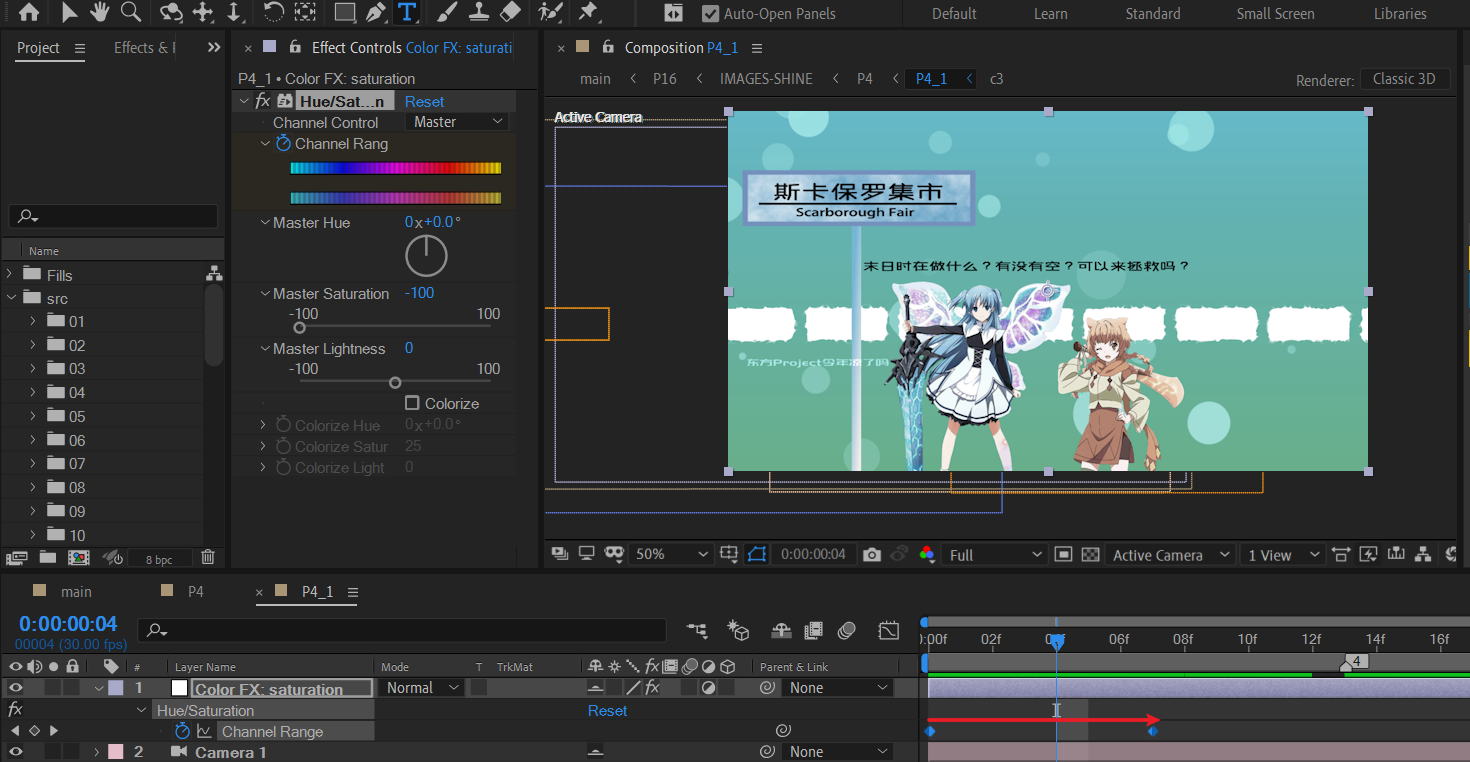 Auto-Open Panels
Default
Learn
Standard
Small Screen
Libraries
Project
Effects &
Effect Controls Color FX: saturati
Composition P4_1
P4_1 • Color FX: saturation
main
P16
IMAGES-SHINE
P4
P4_1
c3
Renderer:
Classic 3D
fx
Hue/Sat...n
Reset
Channel Control
Master
Channel Rang
Master Hue
0x+0.0°
Master Saturation
-100
-100
100
Master Lightness
0
-100
100
Colorize
Colorize Hue
0x+0.0°
Colorize Satur
25
Colorize Light
0
Name
Fills
src
01
02
03
04
05
06
07
08
09
10
8 bpc
Active Camera
斯卡保罗集市
Scarborough Fair
末日时在做什么？有没有空？可以来拯救吗？
东方Project今年凉了吗
50%
0:00:00:04
Full
Active Camera
1 View
main
P4
P4_1
0:00:00:04
00004 (30.00 fps)
:00f
02f
06f
08f
10f
12f
14f
16f
4
#
Layer Name
Mode
T
TrkMat
fx
Parent & Link
1
Color FX: saturation
Normal
fx
None
fx
Hue/Saturation
Reset
Channel Range
2
Camera 1
None